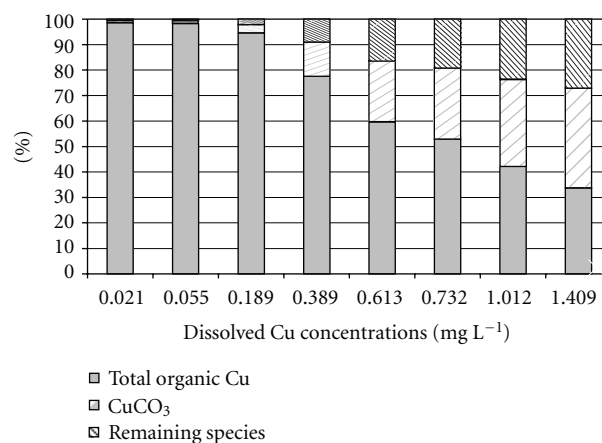 100
90
80
70
60
50
40
30
20
10
0
(%)
0.021 0.055 0.189 0.389 0.613 0.732 1.012 1.409
Dissolved Cu concentrations (mg L⁻¹)
Total organic Cu
CuCO₃
Remaining species